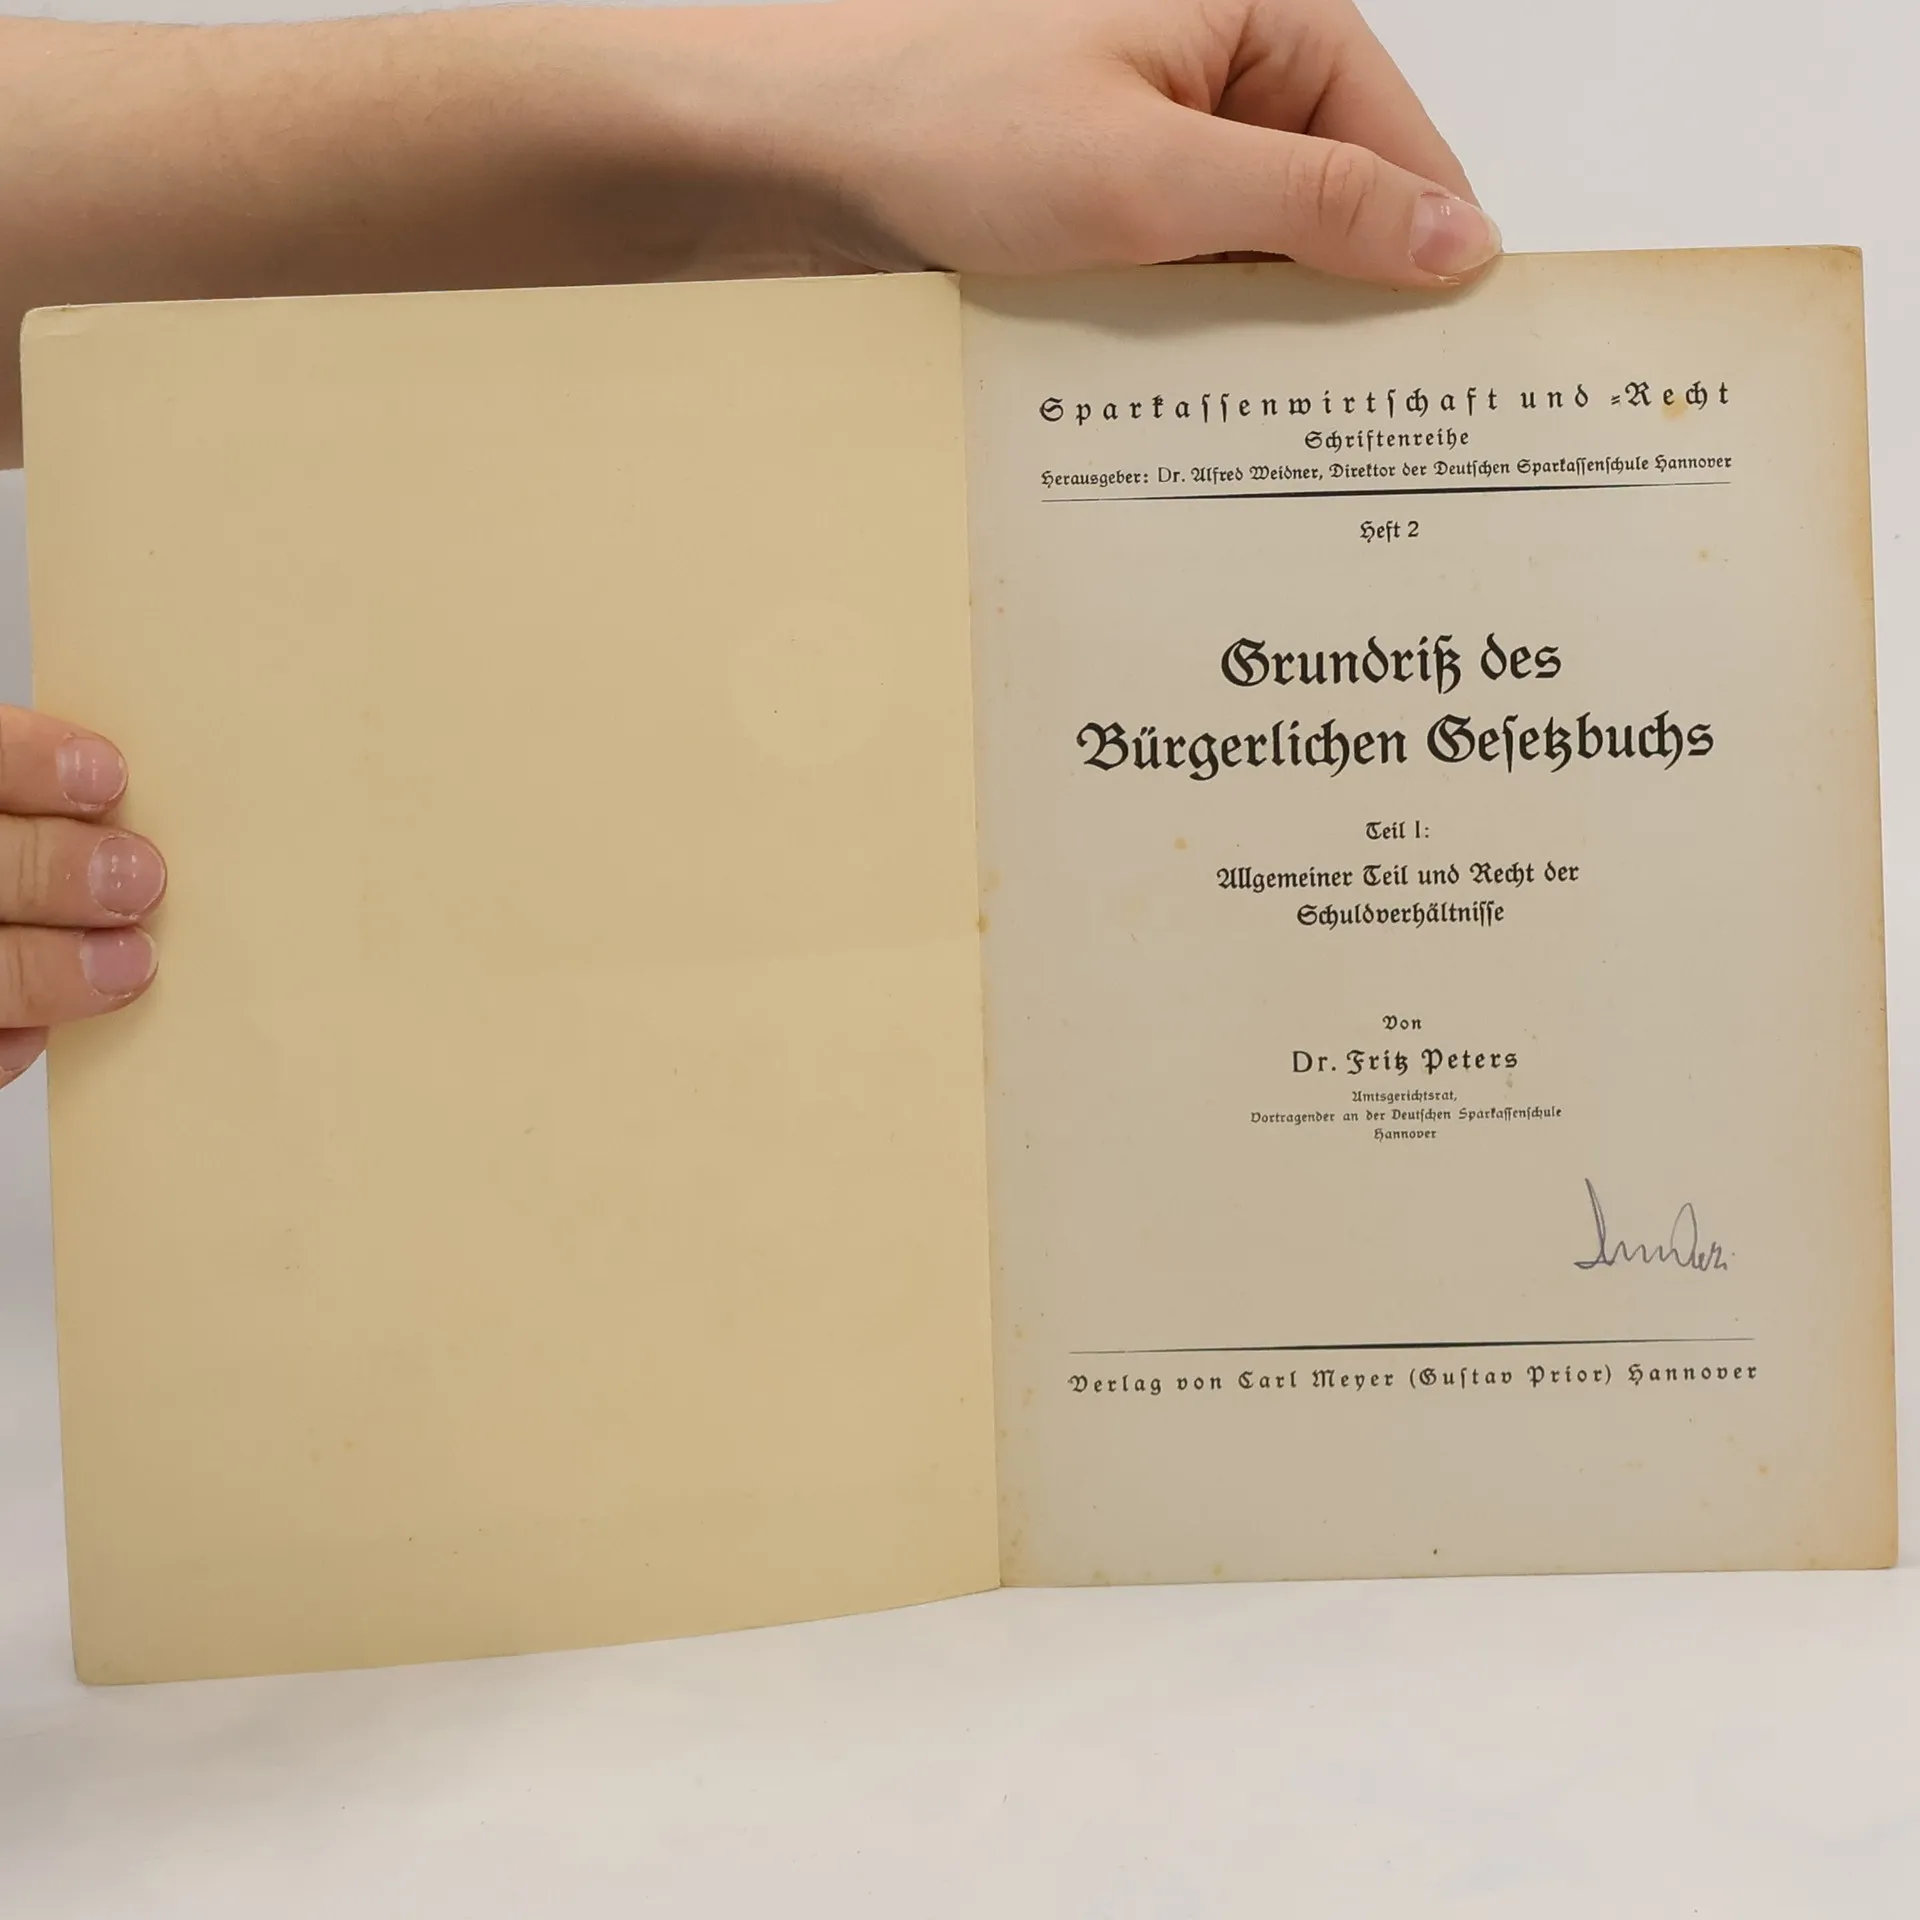 Sparkassenwirtschaft und =Recht
Schriftenreihe
Herausgeber: Dr. Alfred Weidner, Direktor der Deutschen Sparkassenschule Hannover
Heft 2
Grundriß des
Bürgerlichen Gesetzbuchs
Teil I:
Allgemeiner Teil und Recht der
Schuldverhältnisse
Von
Dr. Fritz Peters
Amtsgerichtsrat,
Vortragender an der Deutschen Sparkassenschule
Hannover
Verlag von Carl Meyer (Gustav Prior) Hannover